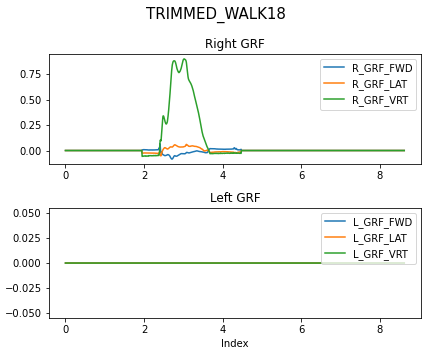 TRIMMED_WALK18
Right GRF
R_GRF_FWD
R_GRF_LAT
R_GRF_VRT
0.75
0.50
0.25
0.00
0 2 4 6 8
Left GRF
L_GRF_FWD
L_GRF_LAT
L_GRF_VRT
0.050
0.025
0.000
−0.025
−0.050
0 2 4 6 8
Index